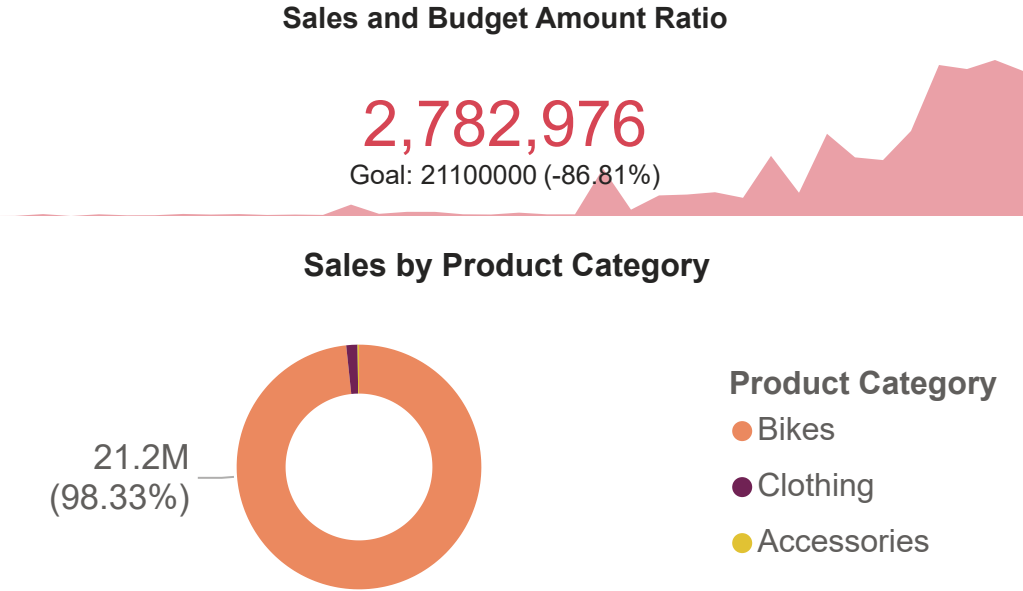 Sales and Budget Amount Ratio
2,782,976
Goal: 21100000 (-86.81%)
Sales by Product Category
21.2M
(98.33%)
Product Category
Bikes
Clothing
Accessories